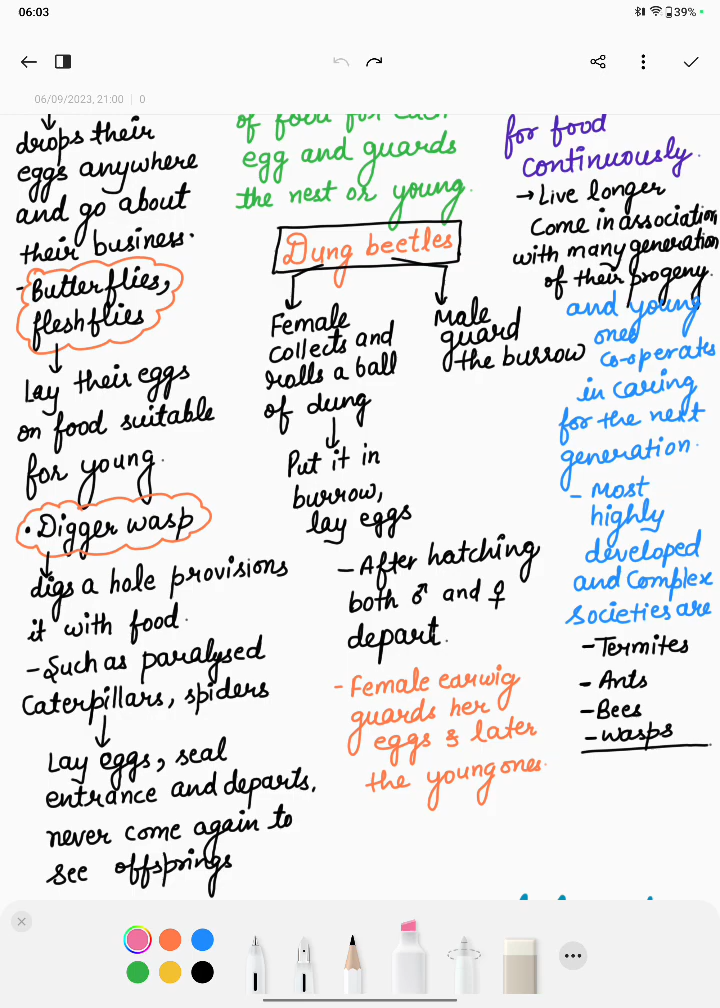 06:03
39%
06/09/2023, 21:00 | 0
drops their
eggs anywhere
and go about
their business.
- Butterflies,
fleshflies
Lay their eggs
on food suitable
for young.
• Digger wasp
digs a hole provisions
it with food.
- Such as paralysed
Caterpillars, spiders
Lay eggs, seal
entrance and departs,
never come again to
see offsprings
of food for each
egg and guards
the nest or young.
Dung beetles
Female
collects and
rolls a ball
of dung
Put it in
burrow,
lay eggs
- After hatching
both ♂ and ♀
depart.
- Female earwig
guards her
eggs & later
the young ones.
Male
guard
the burrow
for food
continuously.
→ Live longer
Come in association
with many generation
of their progeny.
and young
ones
co-operates
in caring
for the next
generation.
- Most
highly
developed
and Complex
societies are
- Termites
- Ants
- Bees
- wasps